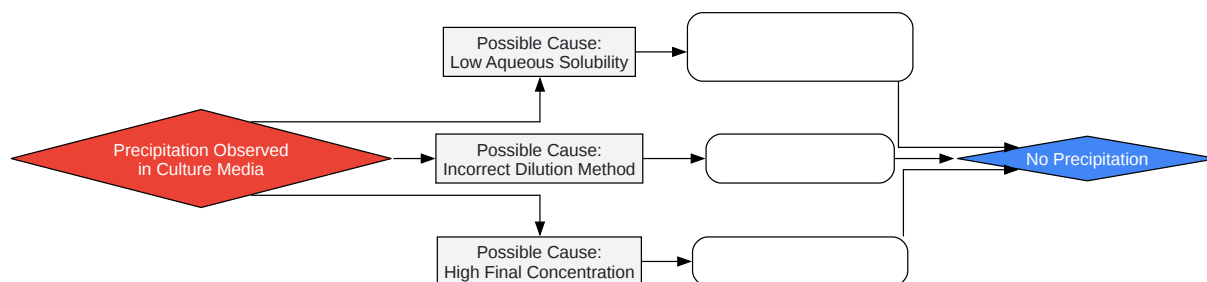 Possible Cause:
Low Aqueous Solubility
Precipitation Observed
in Culture Media
Possible Cause:
Incorrect Dilution Method
No Precipitation
Possible Cause:
High Final Concentration